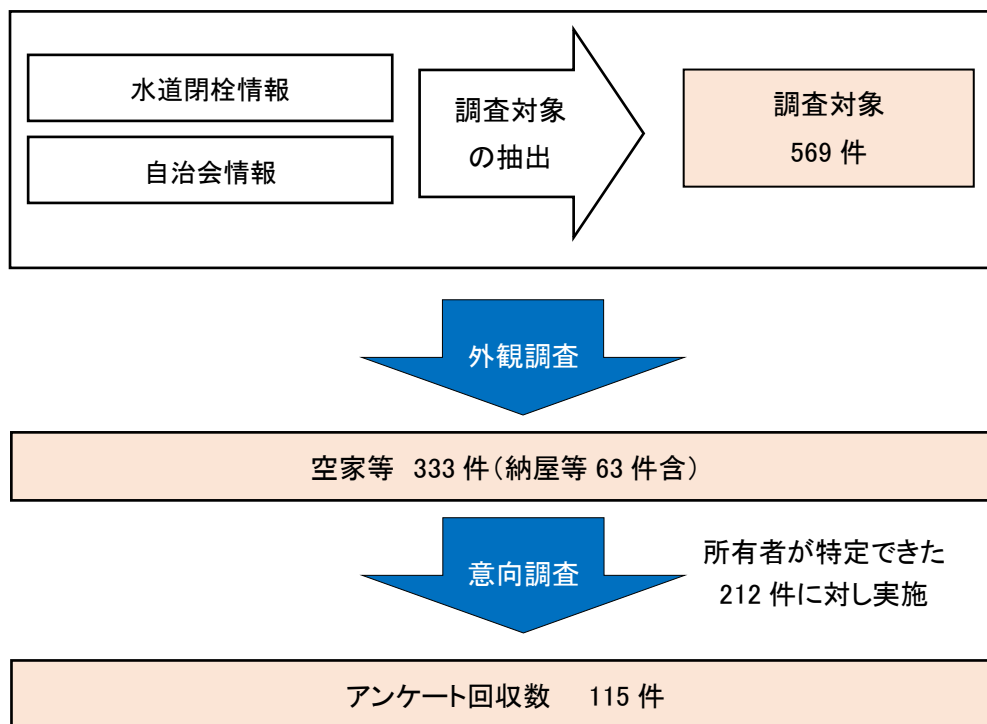 水道閉栓情報
自治会情報
調査対象
の抽出
調査対象
569 件
外観調査
空家等 333 件(納屋等 63 件含)
意向調査
所有者が特定できた
212 件に対し実施
アンケート回収数 115 件